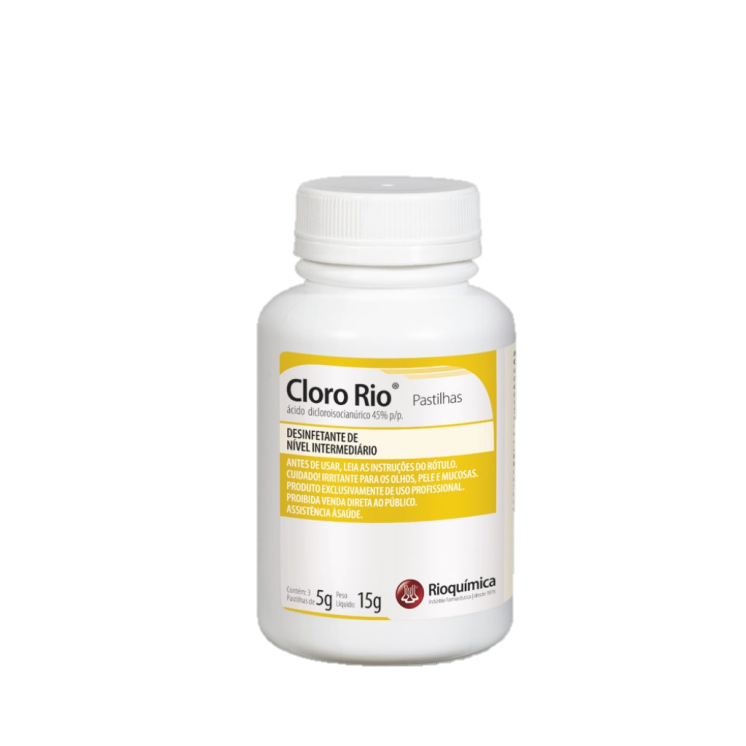 Cloro Rio® Pastilhas
ácido dicloroisocianúrico 45% p/p.
DESINFETANTE DE
NÍVEL INTERMEDIÁRIO
ANTES DE USAR, LEIA AS INSTRUÇÕES DO RÓTULO.
CUIDADO! IRRITANTE PARA OS OLHOS, PELE E MUCOSAS.
PRODUTO EXCLUSIVAMENTE DE USO PROFISSIONAL.
PROIBIDA VENDA DIRETA AO PÚBLICO.
ASSISTÊNCIA ÀSAÚDE.
Contém: 3
Pastilhas de 5g
Peso
Líquido 15g
Rioquímica